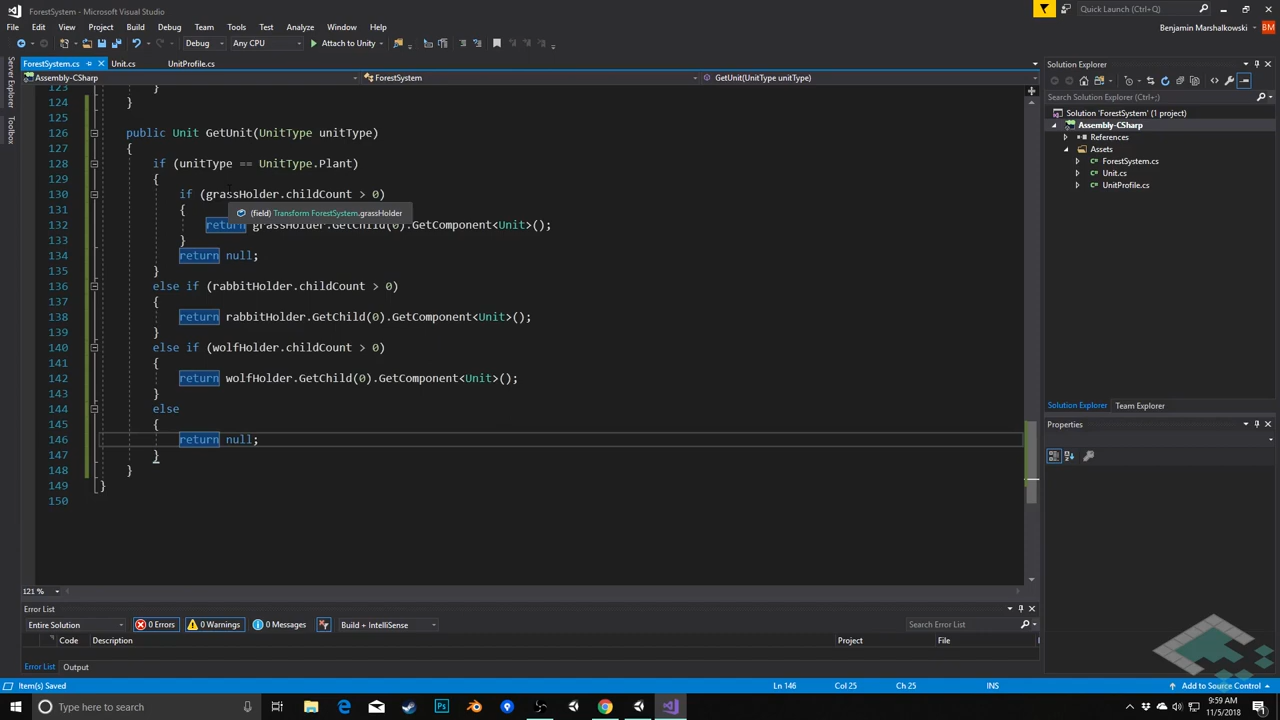 ForestSystem - Microsoft Visual Studio
Quick Launch (Ctrl+Q)
File Edit View Project Build Debug Team Tools Test Analyze Window Help
Benjamin Marshalkowski BM
Debug Any CPU Attach to Unity
ForestSystem.cs Unit.cs UnitProfile.cs
Assembly-CSharp ForestSystem GetUnit(UnitType unitType)
Server Explorer
Toolbox
123 }
124 }
125
126 public Unit GetUnit(UnitType unitType)
127 {
128 if (unitType == UnitType.Plant)
129 {
130 if (grassHolder.childCount > 0)
131 {
(field) Transform ForestSystem.grassHolder
132 return grassHolder.GetChild(0).GetComponent<Unit>();
133 }
134 return null;
135 }
136 else if (rabbitHolder.childCount > 0)
137 {
138 return rabbitHolder.GetChild(0).GetComponent<Unit>();
139 }
140 else if (wolfHolder.childCount > 0)
141 {
142 return wolfHolder.GetChild(0).GetComponent<Unit>();
143 }
144 else
145 {
146 return null;
147 }
148 }
149 }
150
121 %
Solution Explorer
Search Solution Explorer (Ctrl+;)
Solution 'ForestSystem' (1 project)
Assembly-CSharp
References
Assets
ForestSystem.cs
Unit.cs
UnitProfile.cs
Solution Explorer Team Explorer
Properties
Error List
Entire Solution 0 Errors 0 Warnings 0 Messages Build + IntelliSense
Search Error List
Code Description Project File
Error List Output
Item(s) Saved Ln 146 Col 25 Ch 25 INS Add to Source Control
Type here to search
9:59 AM
11/5/2018